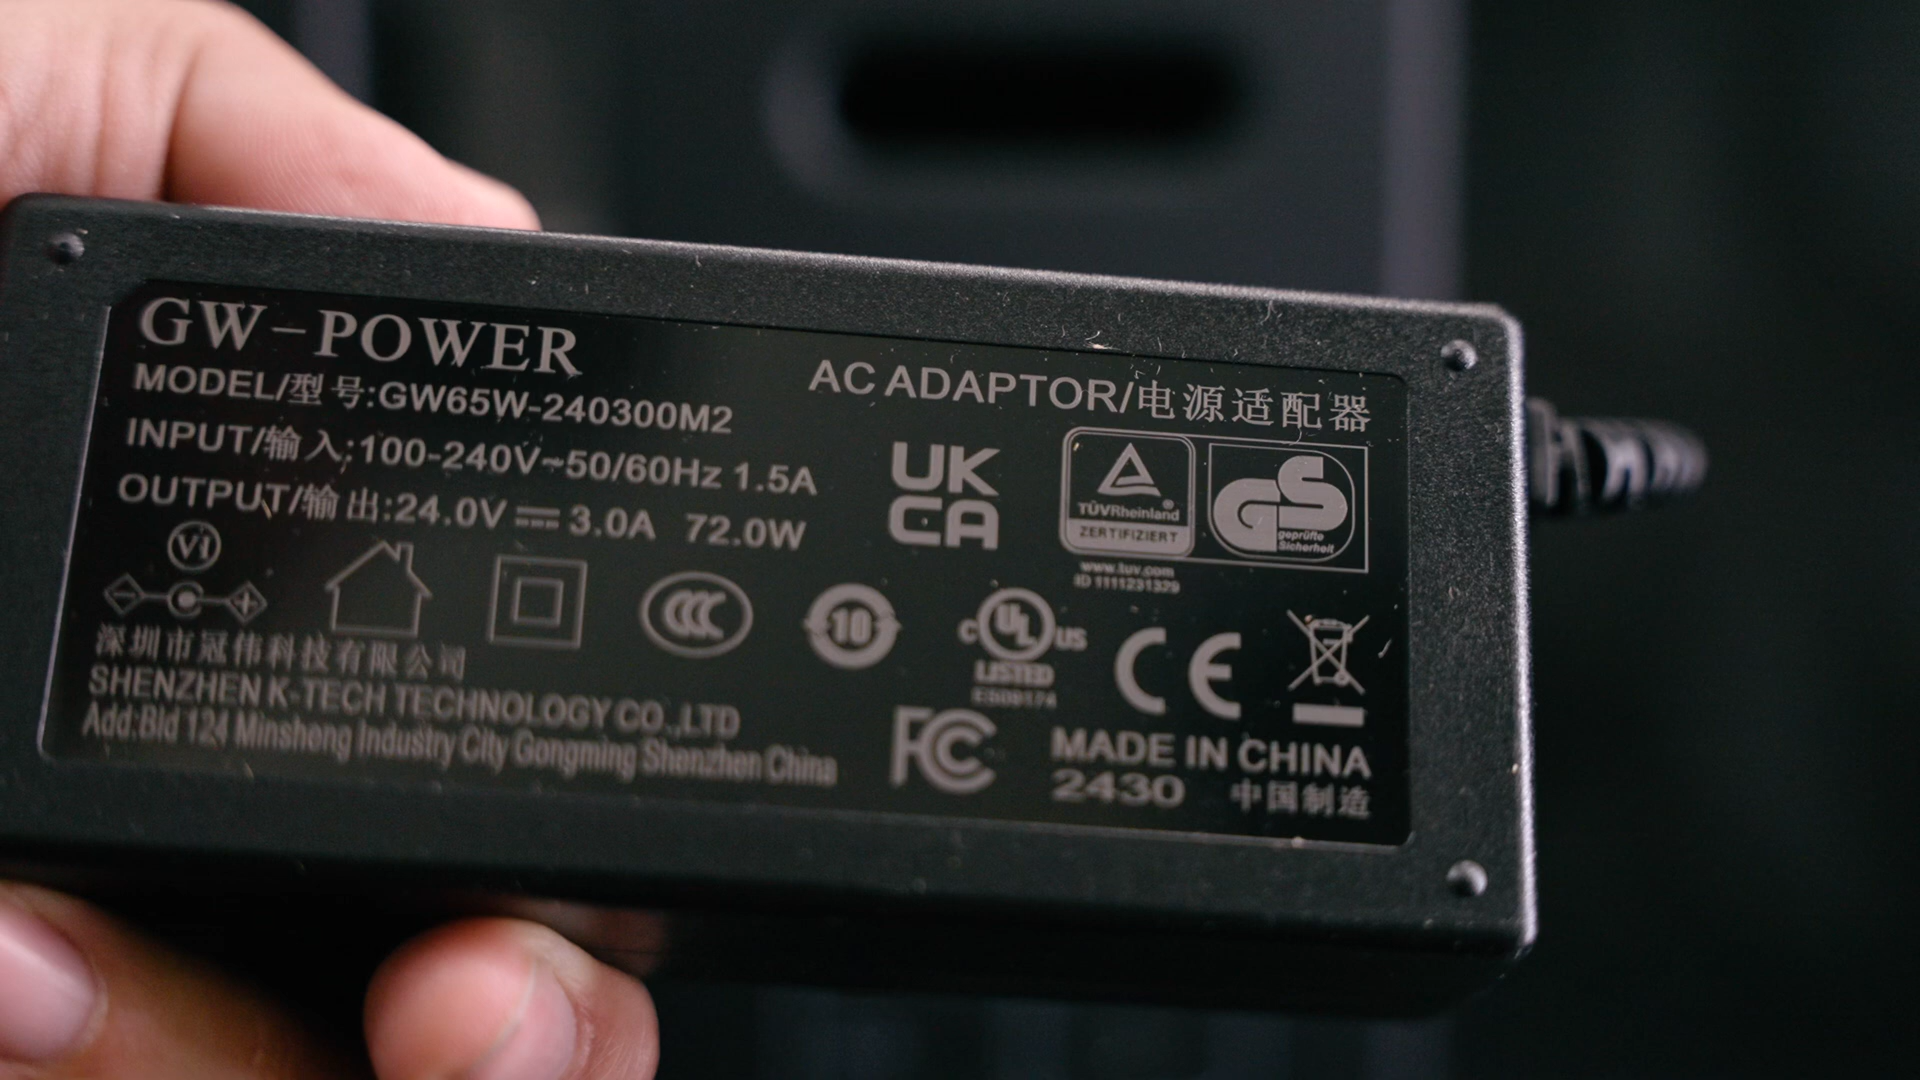 GW-POWER
MODEL/型号:GW65W-240300M2
INPUT/输入:100-240V~50/60Hz 1.5A
OUTPUT/输出:24.0V⎓3.0A 72.0W
AC ADAPTOR/电源适配器
UK
CA
TÜVRheinland®
ZERTIFIZIERT
GS
geprüfte
Sicherheit
www.tuv.com
ID 1111231329
VI
CCC
10
c UL US
LISTED
CE
深圳市冠伟科技有限公司
SHENZHEN K-TECH TECHNOLOGY CO.,LTD
Add:Bld 124 Minsheng Industry City Gongming Shenzhen China
FC
MADE IN CHINA
2430 中国制造